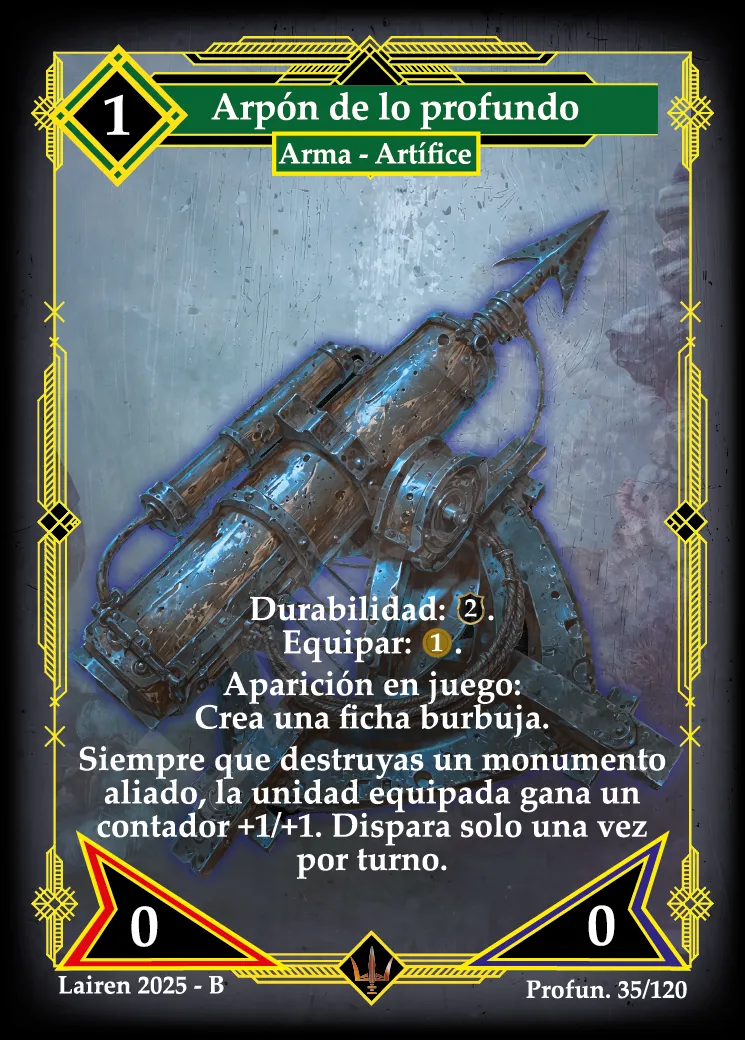 1
Arpón de lo profundo
Arma - Artífice
Durabilidad: 2.
Equipar: 1.
Aparición en juego:
Crea una ficha burbuja.
Siempre que destruyas un monumento
aliado, la unidad equipada gana un
contador +1/+1. Dispara solo una vez
por turno.
0
0
Lairen 2025 - B
Profun. 35/120